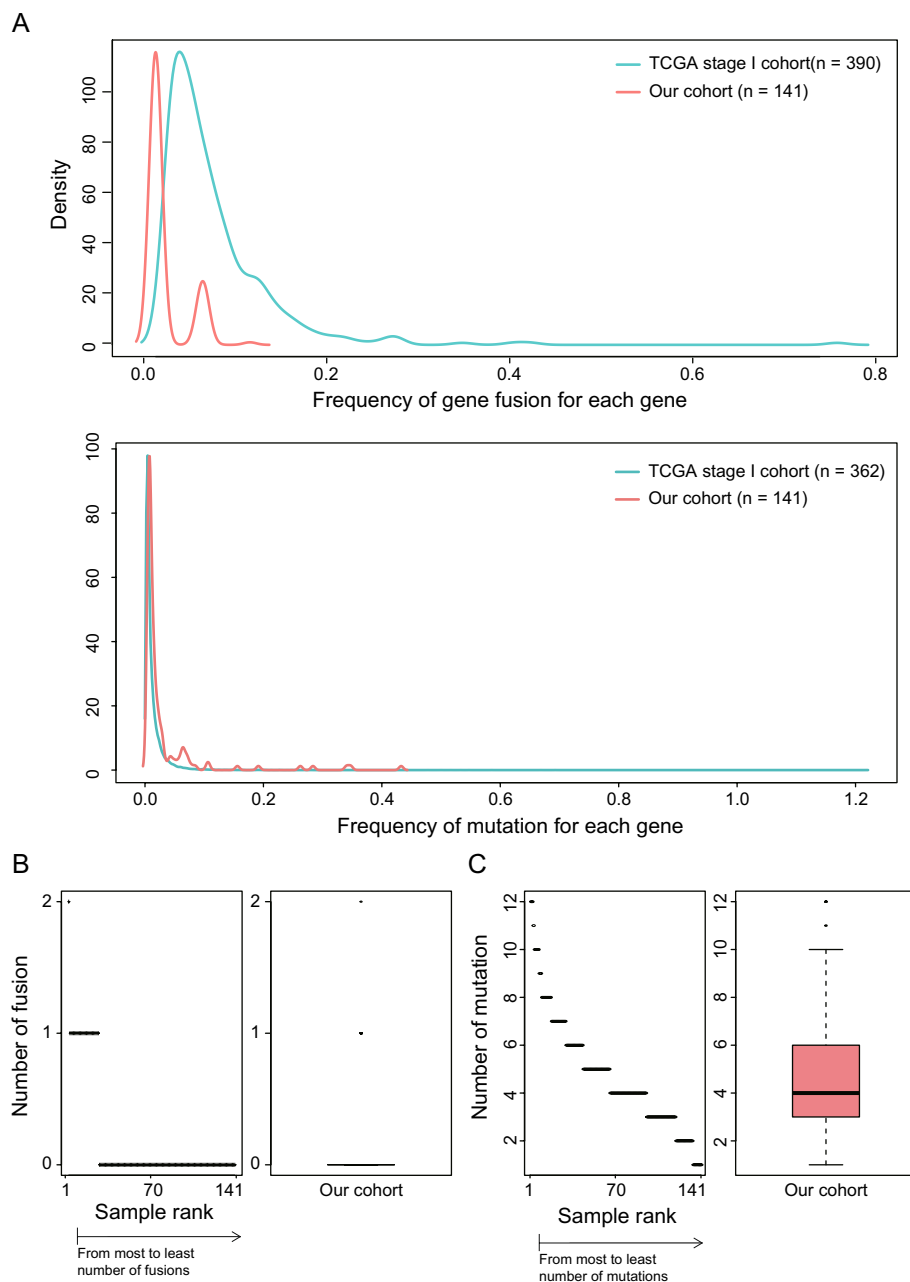 A
TCGA stage I cohort(n = 390)
Our cohort (n = 141)
Density
0 20 40 60 80 100
0.0 0.2 0.4 0.6 0.8
Frequency of gene fusion for each gene
TCGA stage I cohort (n = 362)
Our cohort (n = 141)
0 20 40 60 80 100
0.0 0.2 0.4 0.6 0.8 1.0 1.2
Frequency of mutation for each gene
B
Number of fusion
2
1
0
1 70 141
Sample rank
From most to least
number of fusions
2
1
0
Our cohort
C
Number of mutation
2 4 6 8 10 12
1 70 141
Sample rank
From most to least
number of mutations
2 4 6 8 10 12
Our cohort